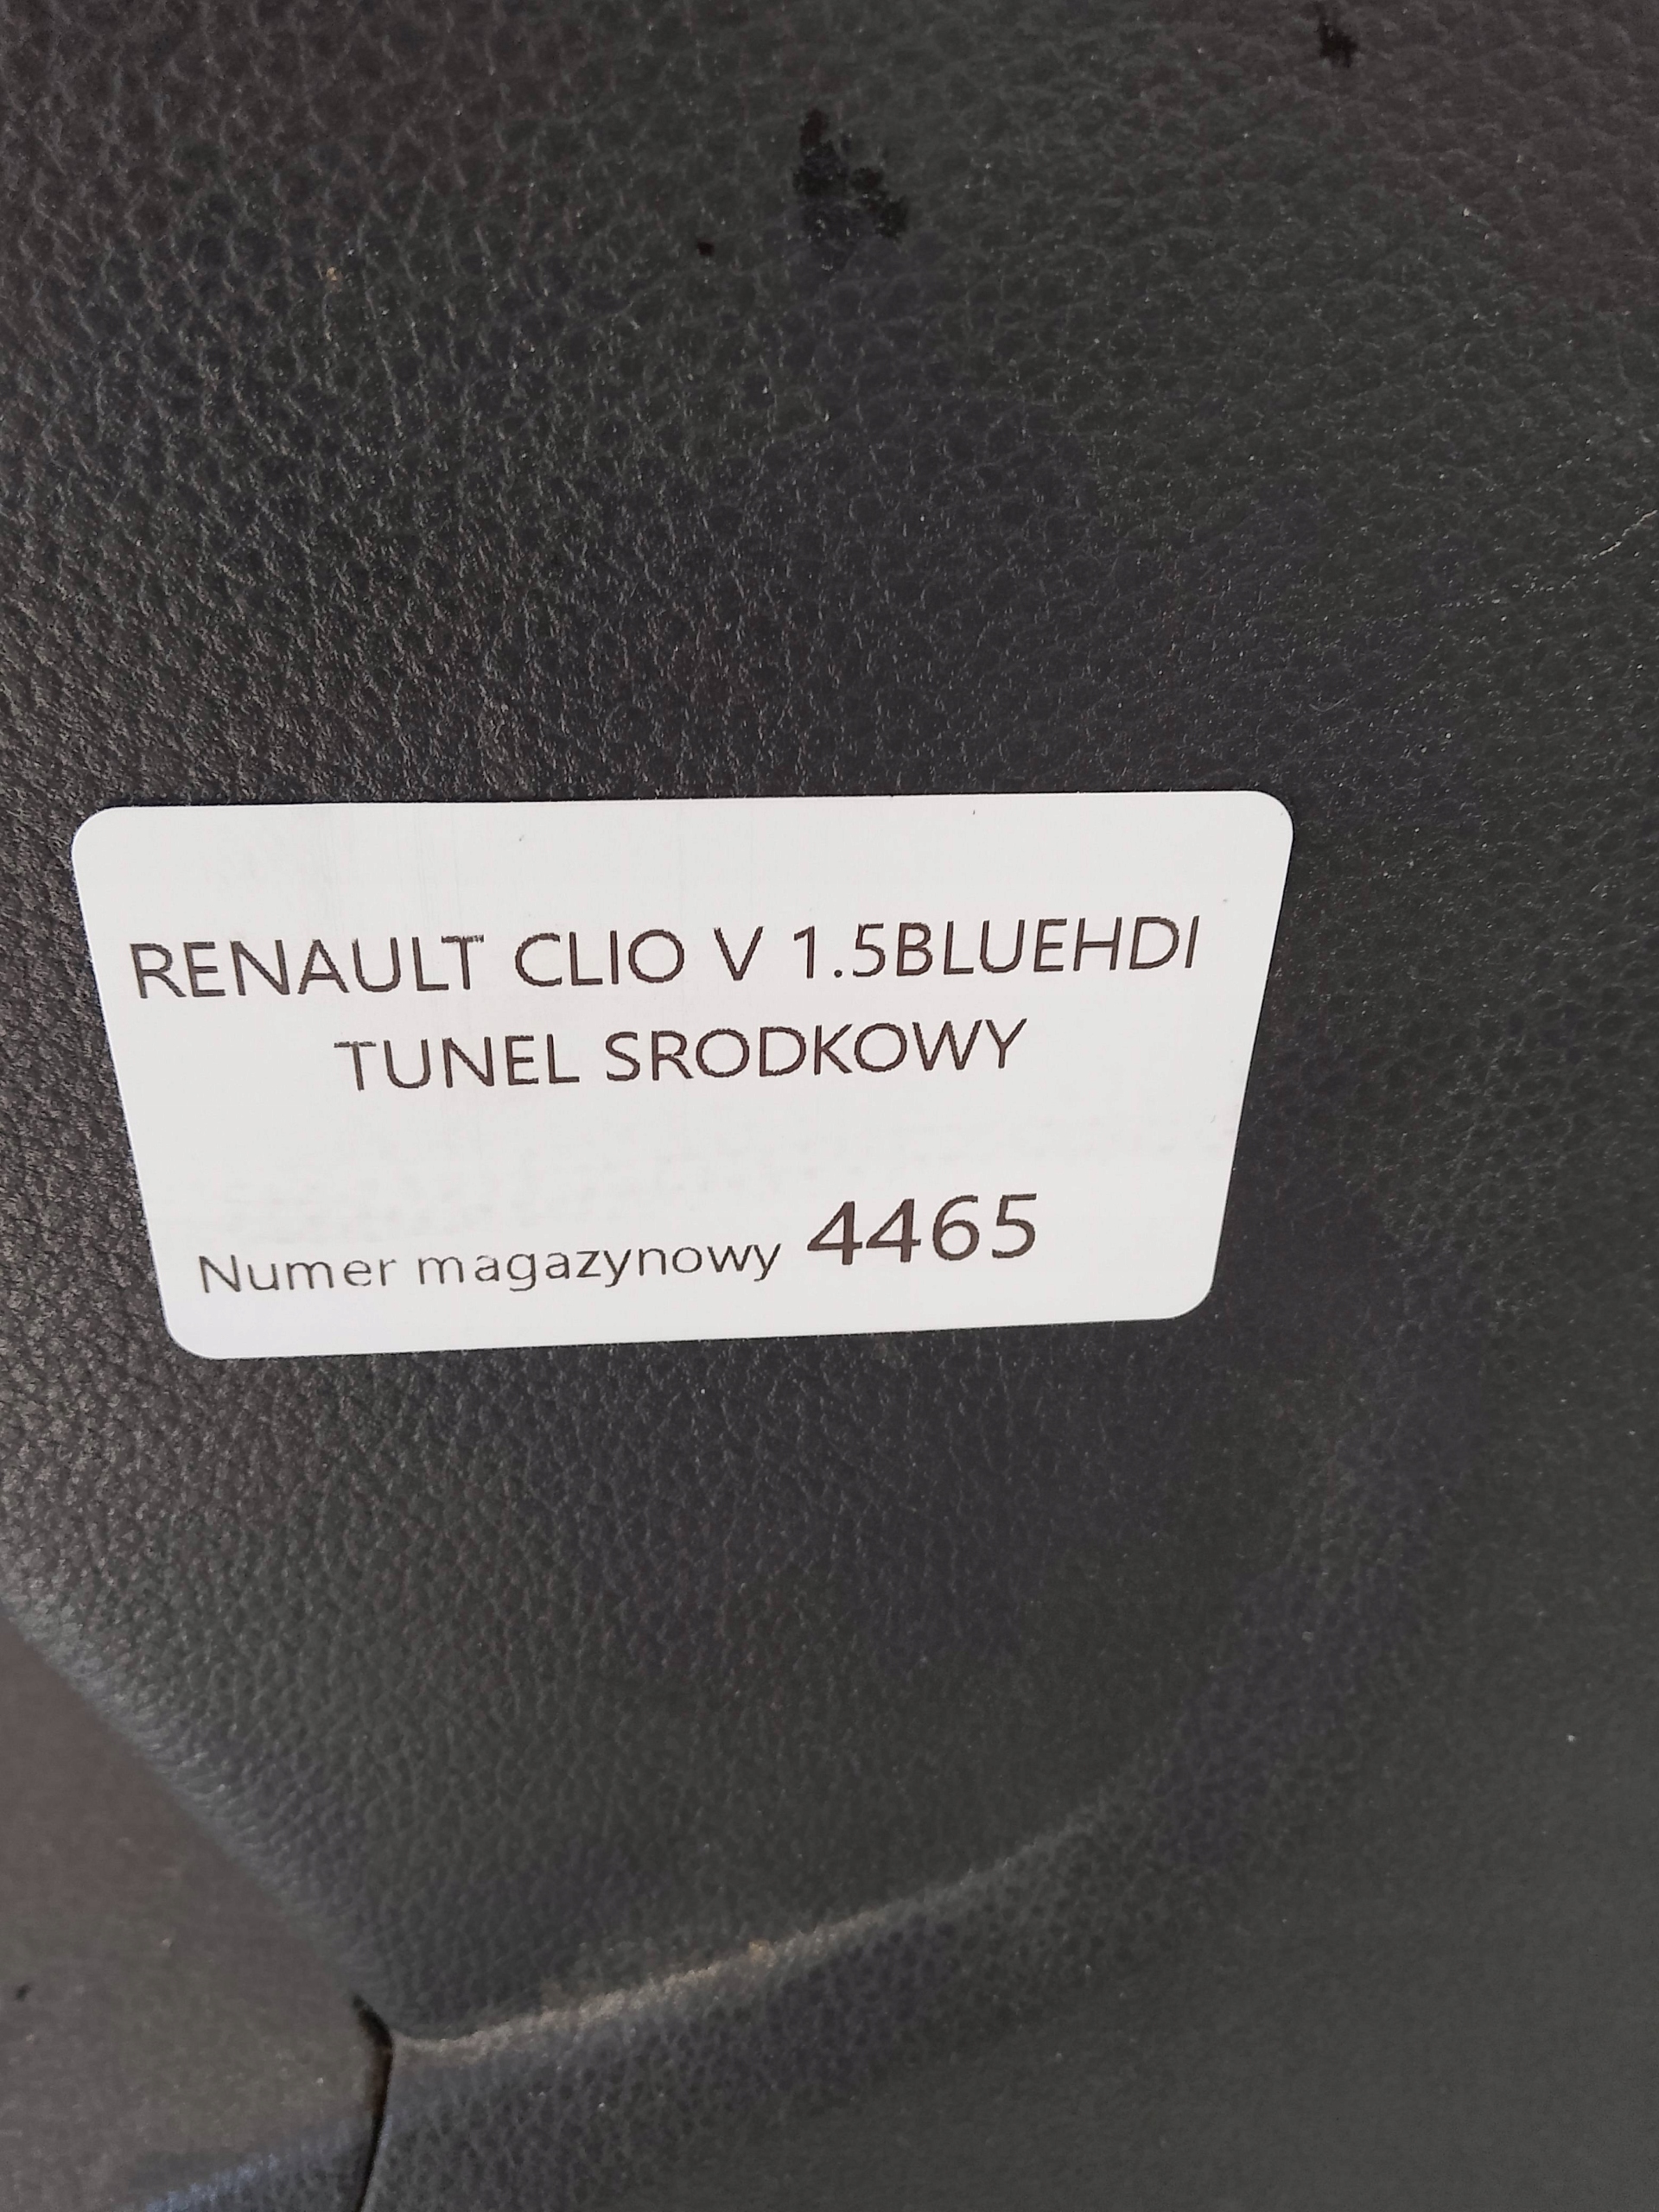 RENAULT CLIO V 1.5BLUEHDI
TUNEL SRODKOWY
Numer magazynowy 4465